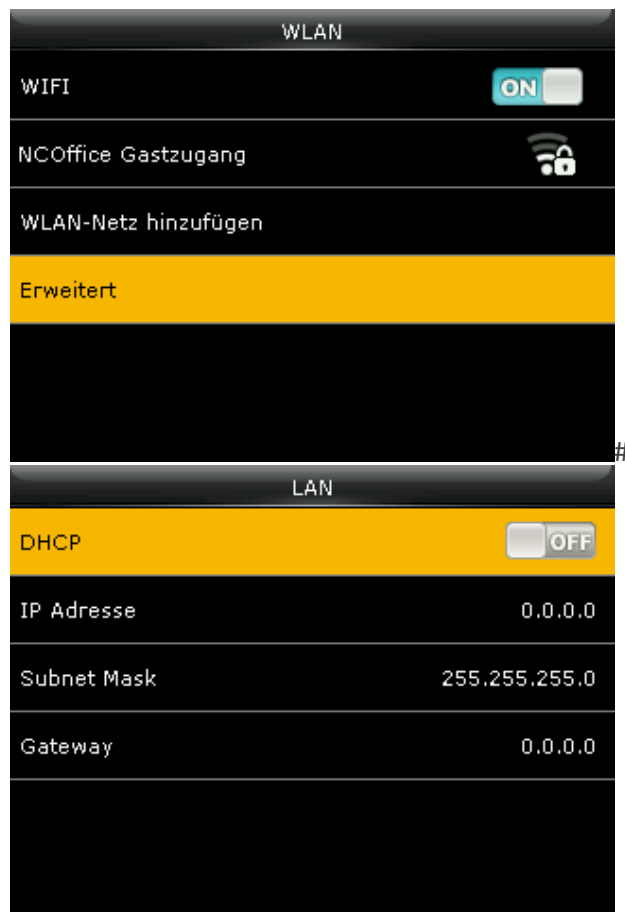 WLAN
WIFI ON
NCOffice Gastzugang
WLAN-Netz hinzufügen
Erweitert
#
LAN
DHCP OFF
IP Adresse 0.0.0.0
Subnet Mask 255.255.255.0
Gateway 0.0.0.0